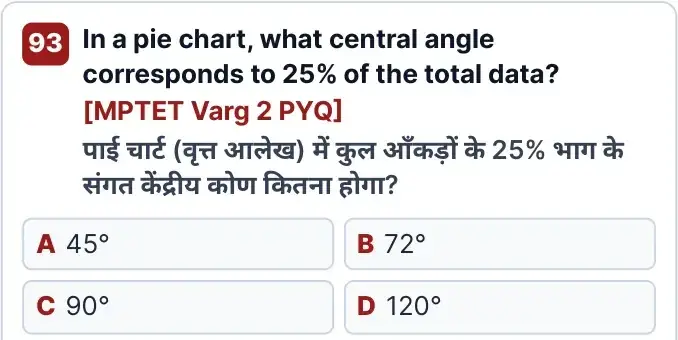 93 In a pie chart, what central angle
corresponds to 25% of the total data?
[MPTET Varg 2 PYQ]
पाई चार्ट (वृत्त आलेख) में कुल आँकड़ों के 25% भाग के
संगत केंद्रीय कोण कितना होगा?
A 45° B 72°
C 90° D 120°